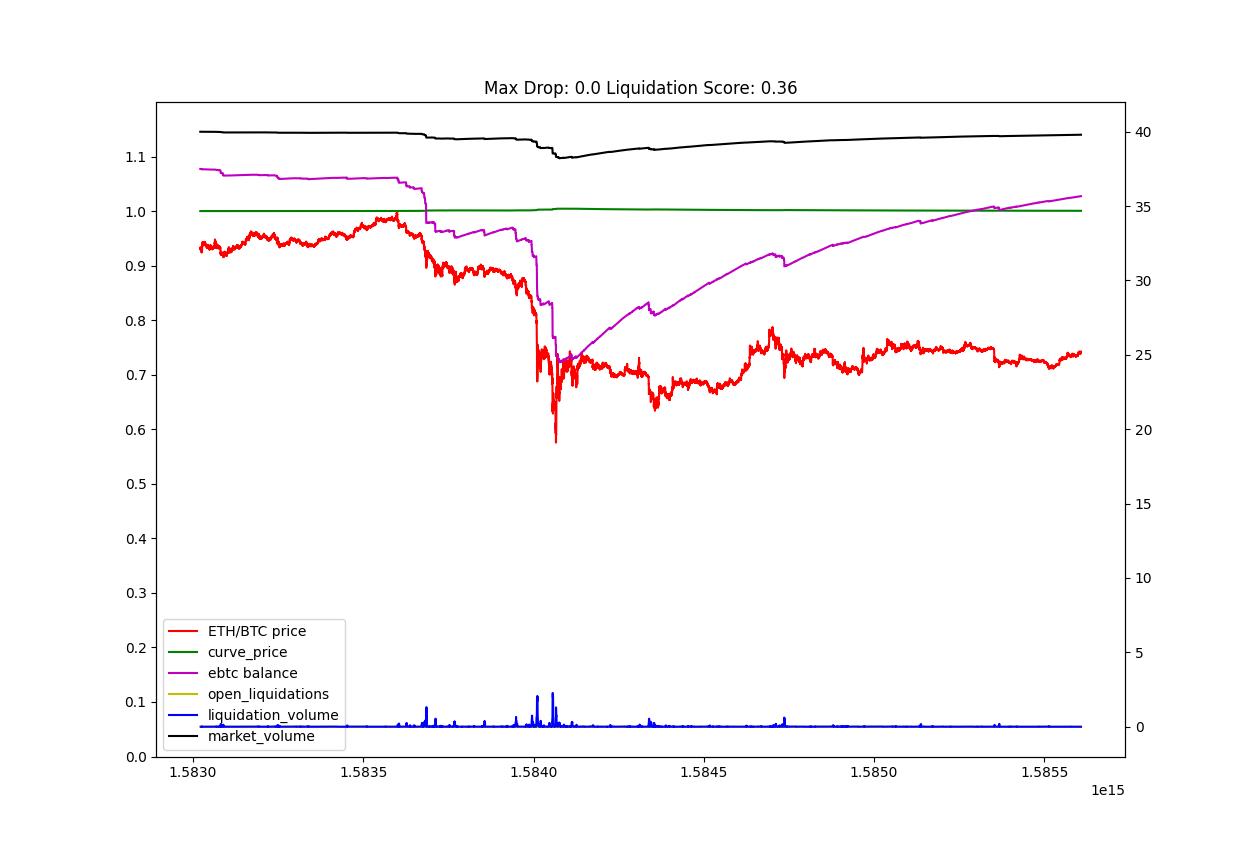 Max Drop: 0.0 Liquidation Score: 0.36
1.1
1.0
0.9
0.8
0.7
0.6
0.5
0.4
0.3
0.2
0.1
0.0
40
35
30
25
20
15
10
5
0
ETH/BTC price
curve_price
ebtc balance
open_liquidations
liquidation_volume
market_volume
1.5830 1.5835 1.5840 1.5845 1.5850 1.5855
1e15